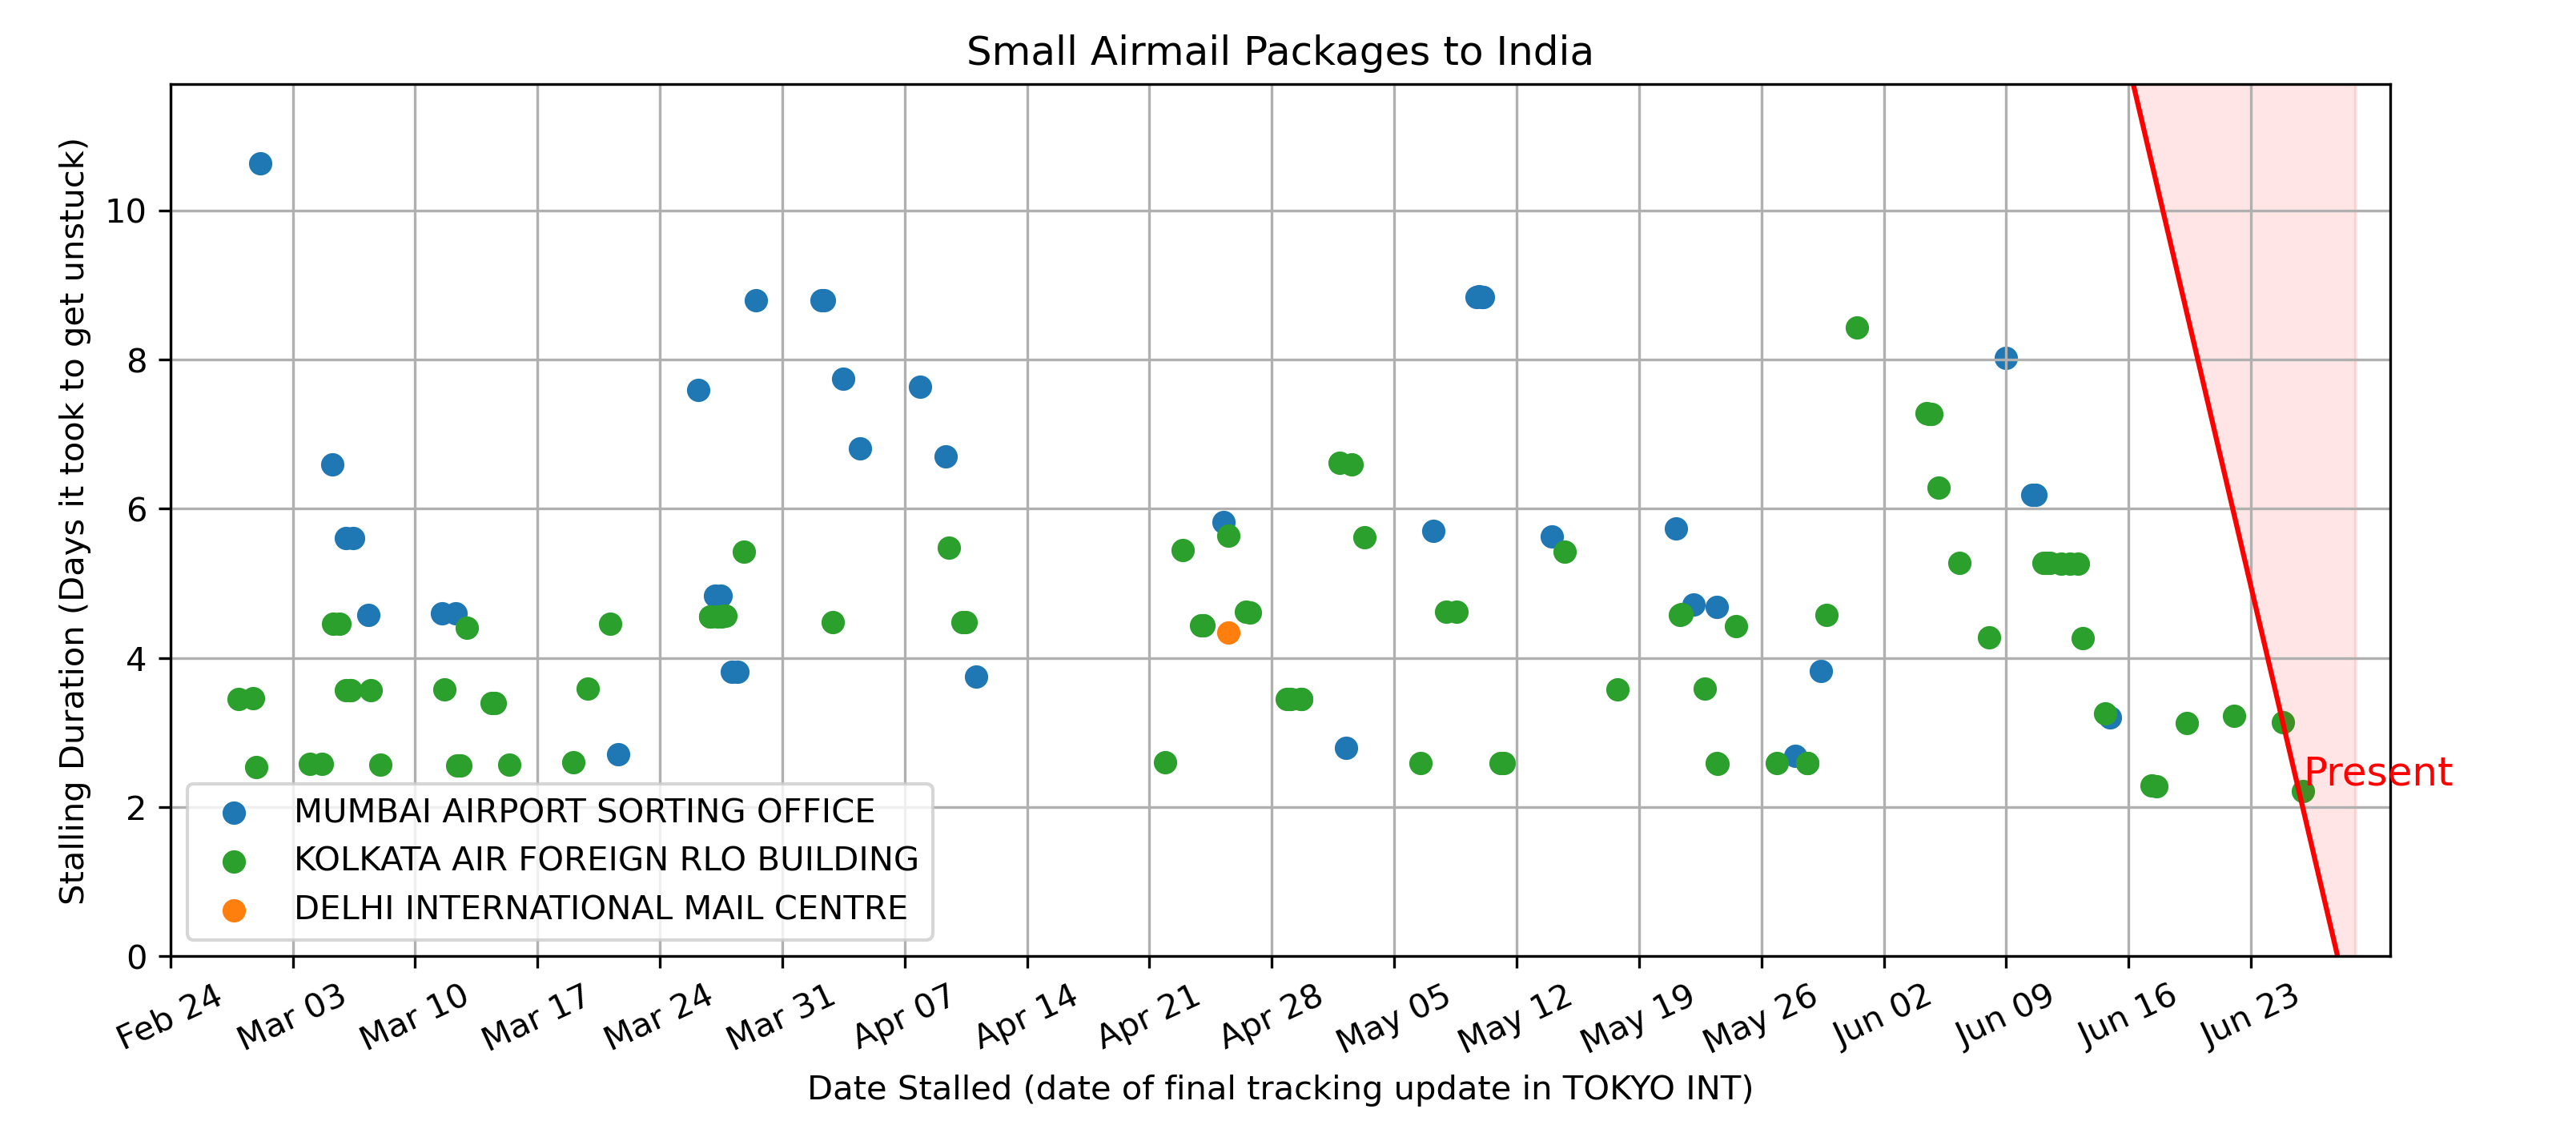 Small Airmail Packages to India
Stalling Duration (Days it took to get unstuck)
10
8
6
4
2
0
Present
MUMBAI AIRPORT SORTING OFFICE
KOLKATA AIR FOREIGN RLO BUILDING
DELHI INTERNATIONAL MAIL CENTRE
Feb 24 Mar 03 Mar 10 Mar 17 Mar 24 Mar 31 Apr 07 Apr 14 Apr 21 Apr 28 May 05 May 12 May 19 May 26 Jun 02 Jun 09 Jun 16 Jun 23
Date Stalled (date of final tracking update in TOKYO INT)